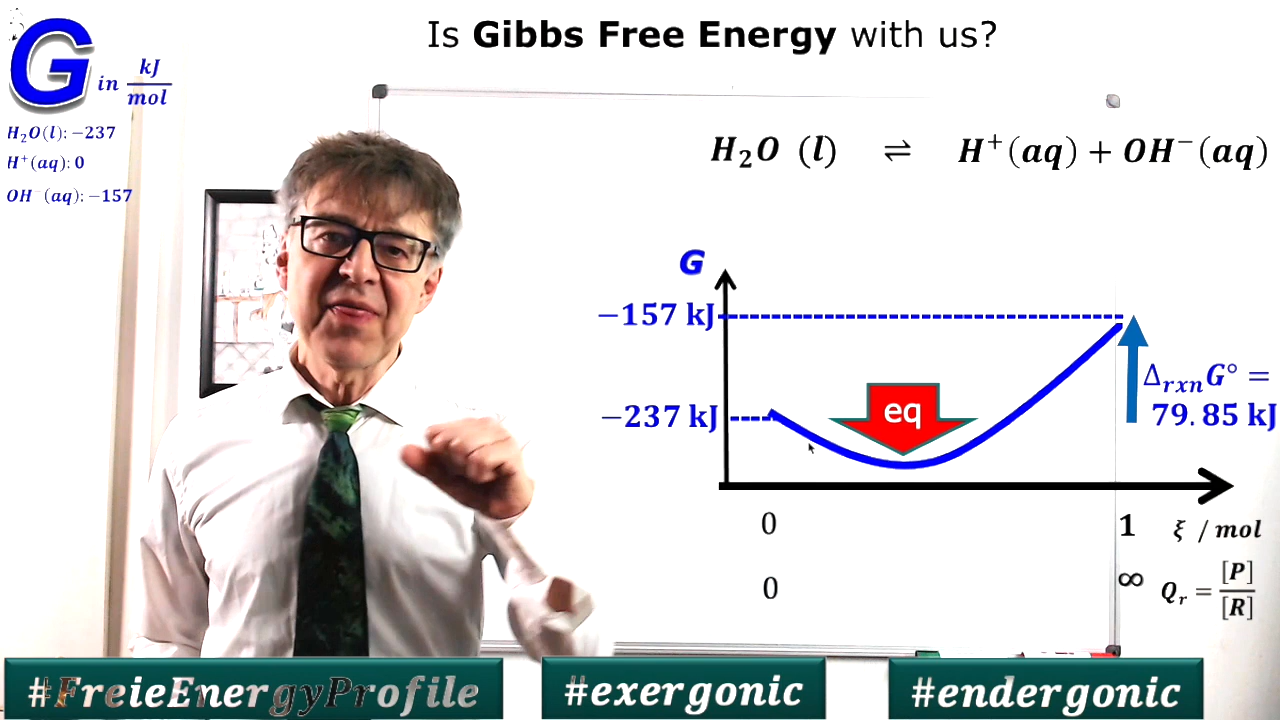 Is Gibbs Free Energy with us?
G in kJ/mol
H₂O(l): −237
H⁺(aq): 0
OH⁻(aq): −157
H₂O (l) ⇌ H⁺(aq) + OH⁻(aq)
G
−157 kJ
−237 kJ
eq
Δ_rxn G° =
79.85 kJ
0 1 ξ / mol
0 ∞ Qᵣ = [P]/[R]
#FreieEnergyProfile
#exergonic
#endergonic